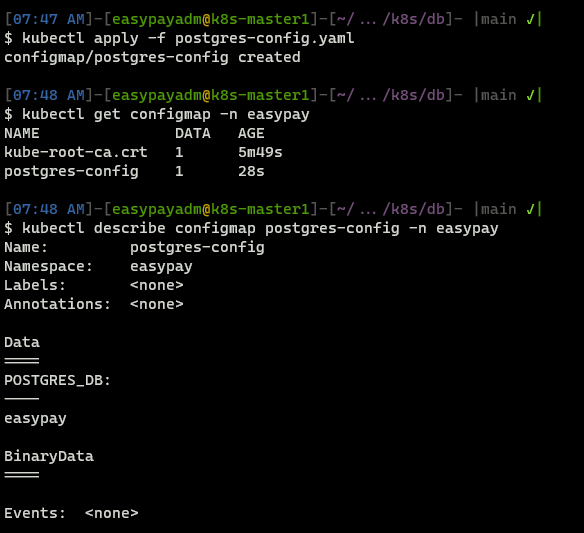 [07:47 AM]-[easypayadm@k8s-master1]-[~/ ... /k8s/db]- |main ✓|
$ kubectl apply -f postgres-config.yaml
configmap/postgres-config created
[07:48 AM]-[easypayadm@k8s-master1]-[~/ ... /k8s/db]- |main ✓|
$ kubectl get configmap -n easypay
NAME               DATA   AGE
kube-root-ca.crt   1      5m49s
postgres-config    1      28s
[07:48 AM]-[easypayadm@k8s-master1]-[~/ ... /k8s/db]- |main ✓|
$ kubectl describe configmap postgres-config -n easypay
Name:         postgres-config
Namespace:    easypay
Labels:       <none>
Annotations:  <none>
Data
====
POSTGRES_DB:
----
easypay
BinaryData
====
Events:  <none>